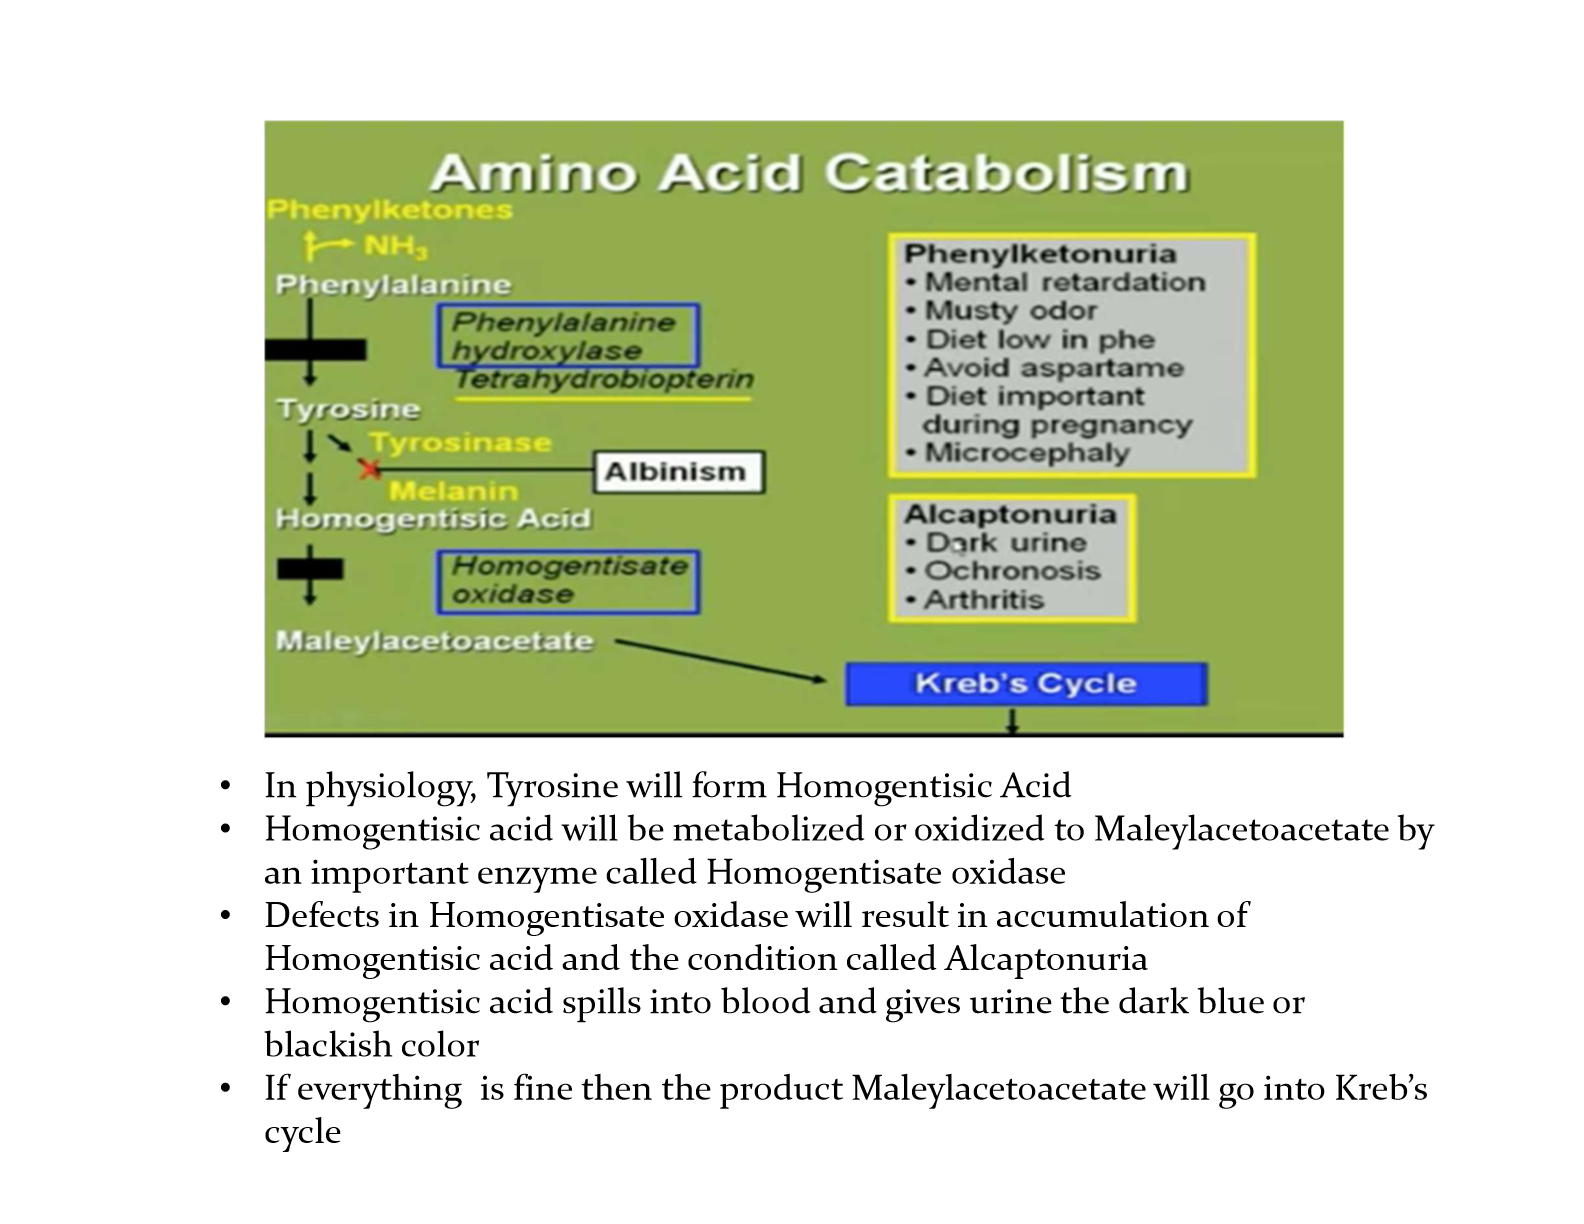 Amino Acid Catabolism
Phenylketones
NH3
Phenylalanine
Phenylalanine
hydroxylase
Tetrahydrobiopterin
Tyrosine
Tyrosinase
Albinism
Melanin
Homogentisic Acid
Homogentisate
oxidase
Maleylacetoacetate
Phenylketonuria
• Mental retardation
• Musty odor
• Diet low in phe
• Avoid aspartame
• Diet important
during pregnancy
• Microcephaly
Alcaptonuria
• Dark urine
• Ochronosis
• Arthritis
Kreb's Cycle
• In physiology, Tyrosine will form Homogentisic Acid
• Homogentisic acid will be metabolized or oxidized to Maleylacetoacetate by
an important enzyme called Homogentisate oxidase
• Defects in Homogentisate oxidase will result in accumulation of
Homogentisic acid and the condition called Alcaptonuria
• Homogentisic acid spills into blood and gives urine the dark blue or
blackish color
• If everything  is fine then the product Maleylacetoacetate will go into Kreb's
cycle